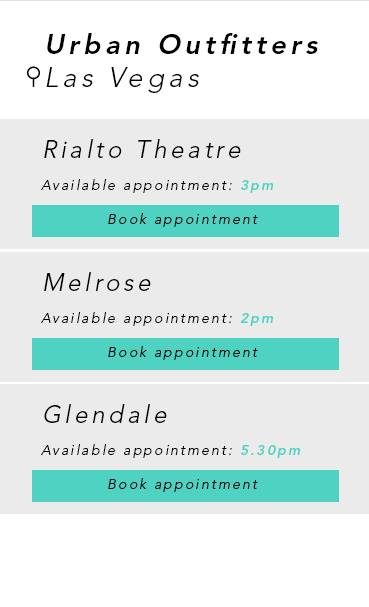 Urban Outfitters
Las Vegas
Rialto Theatre
Available appointment: 3pm
Book appointment
Melrose
Available appointment: 2pm
Book appointment
Glendale
Available appointment: 5.30pm
Book appointment